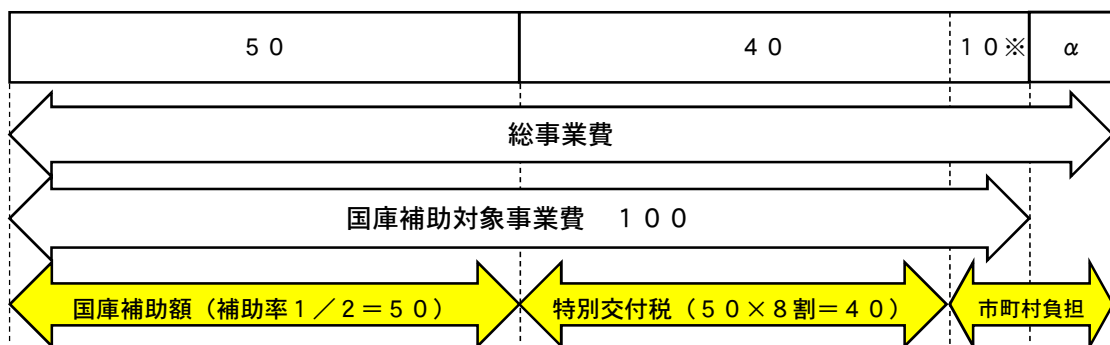 ５０ ４０ １０※ α
総事業費
国庫補助対象事業費　１００
国庫補助額（補助率１／２＝５０） 特別交付税（５０×８割＝４０） 市町村負担